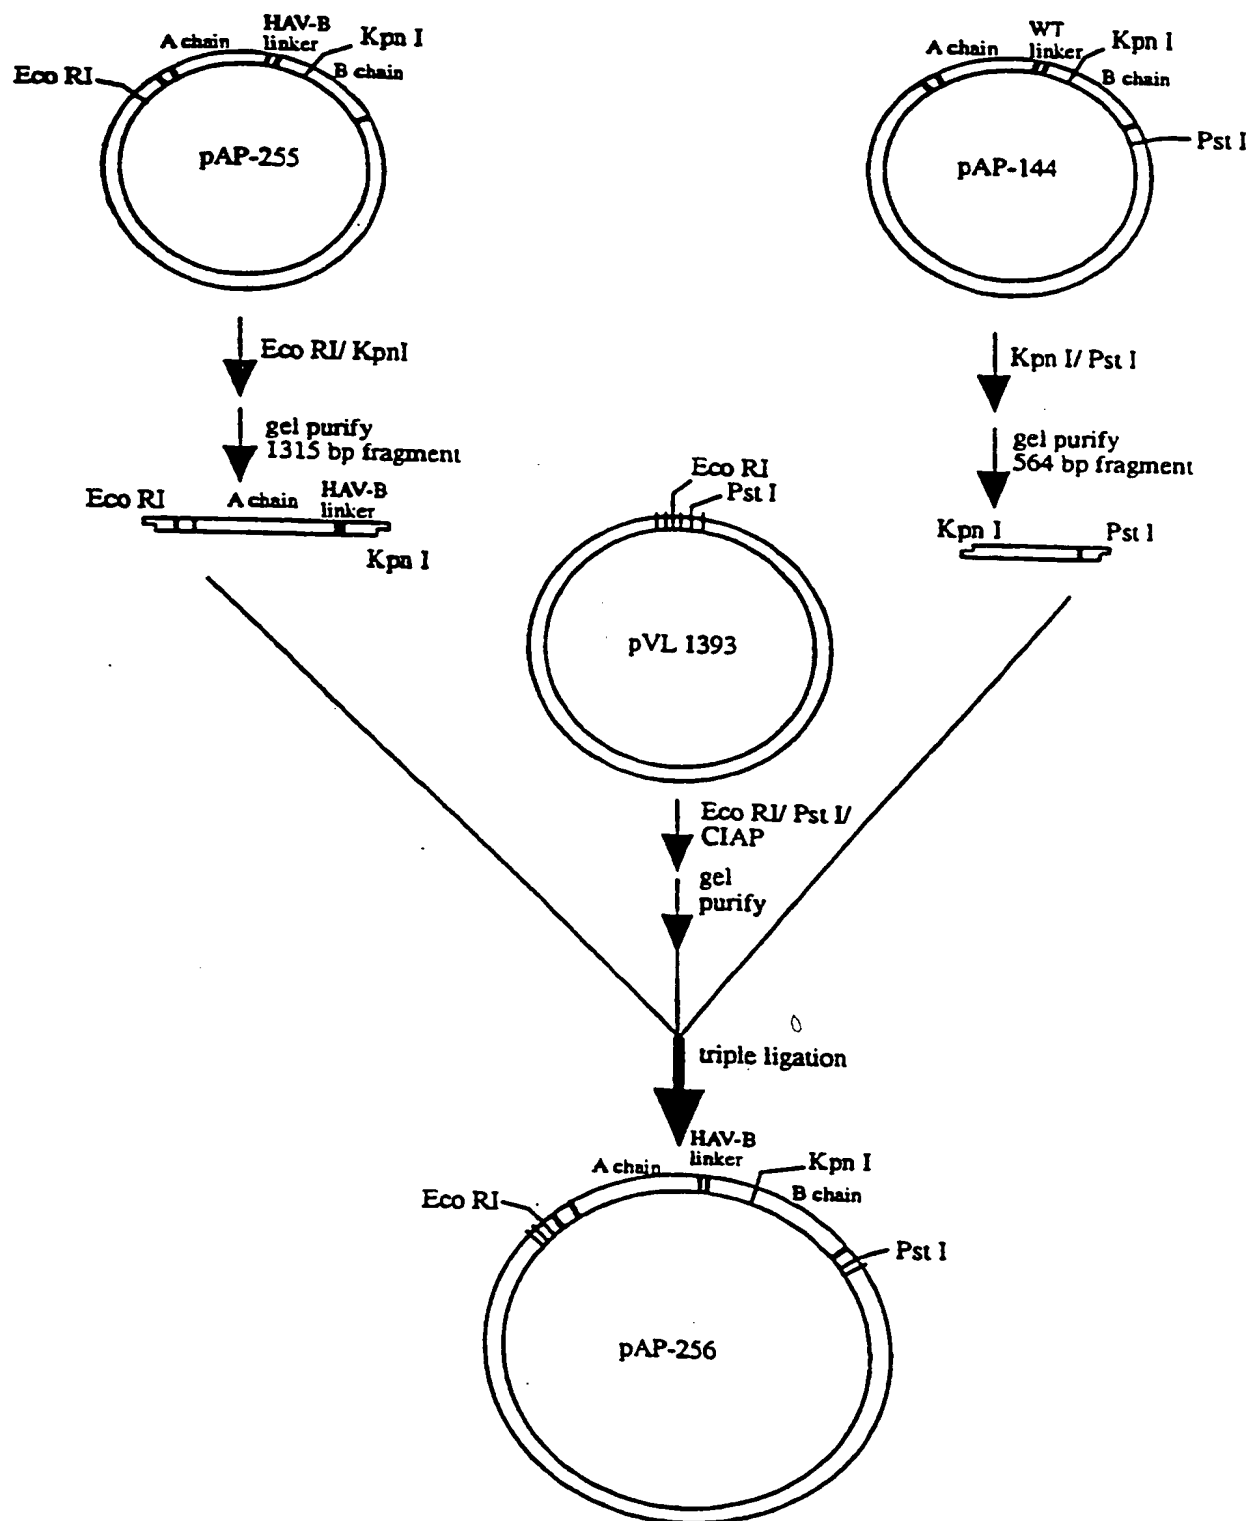 HAV-B
linker
A chain
Kpn I
Eco RI
B chain
pAP-255
WT
linker
A chain
Kpn I
B chain
Pst I
pAP-144
Eco RI/ KpnI
gel purify
1315 bp fragment
Eco RI
A chain
HAV-B
linker
Kpn I
Kpn I/ Pst I
gel purify
564 bp fragment
Kpn I
Pst I
Eco RI
Pst I
pVL 1393
Eco RI/ Pst I/
CIAP
gel
purify
triple ligation
HAV-B
linker
A chain
Kpn I
B chain
Eco RI
Pst I
pAP-256